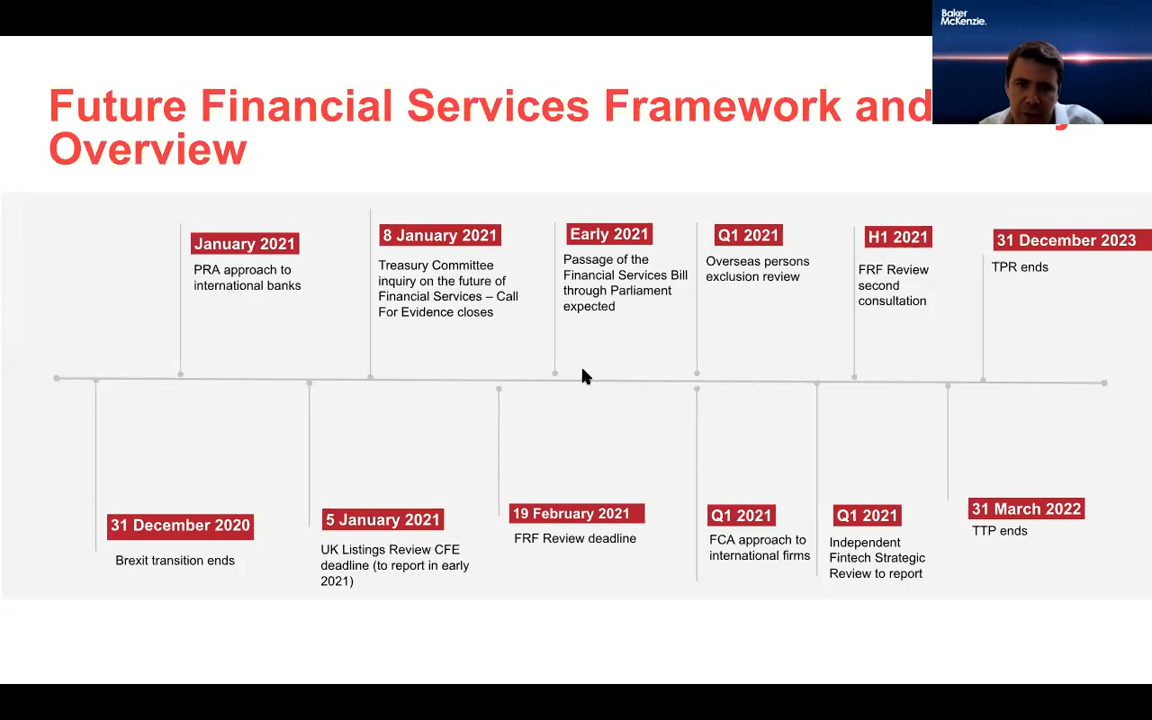 Baker
McKenzie.
Future Financial Services Framework and
Overview
January 2021
PRA approach to
international banks
8 January 2021
Treasury Committee
inquiry on the future of
Financial Services – Call
For Evidence closes
Early 2021
Passage of the
Financial Services Bill
through Parliament
expected
Q1 2021
Overseas persons
exclusion review
H1 2021
FRF Review
second
consultation
31 December 2023
TPR ends
31 December 2020
Brexit transition ends
5 January 2021
UK Listings Review CFE
deadline (to report in early
2021)
19 February 2021
FRF Review deadline
Q1 2021
FCA approach to
international firms
Q1 2021
Independent
Fintech Strategic
Review to report
31 March 2022
TTP ends